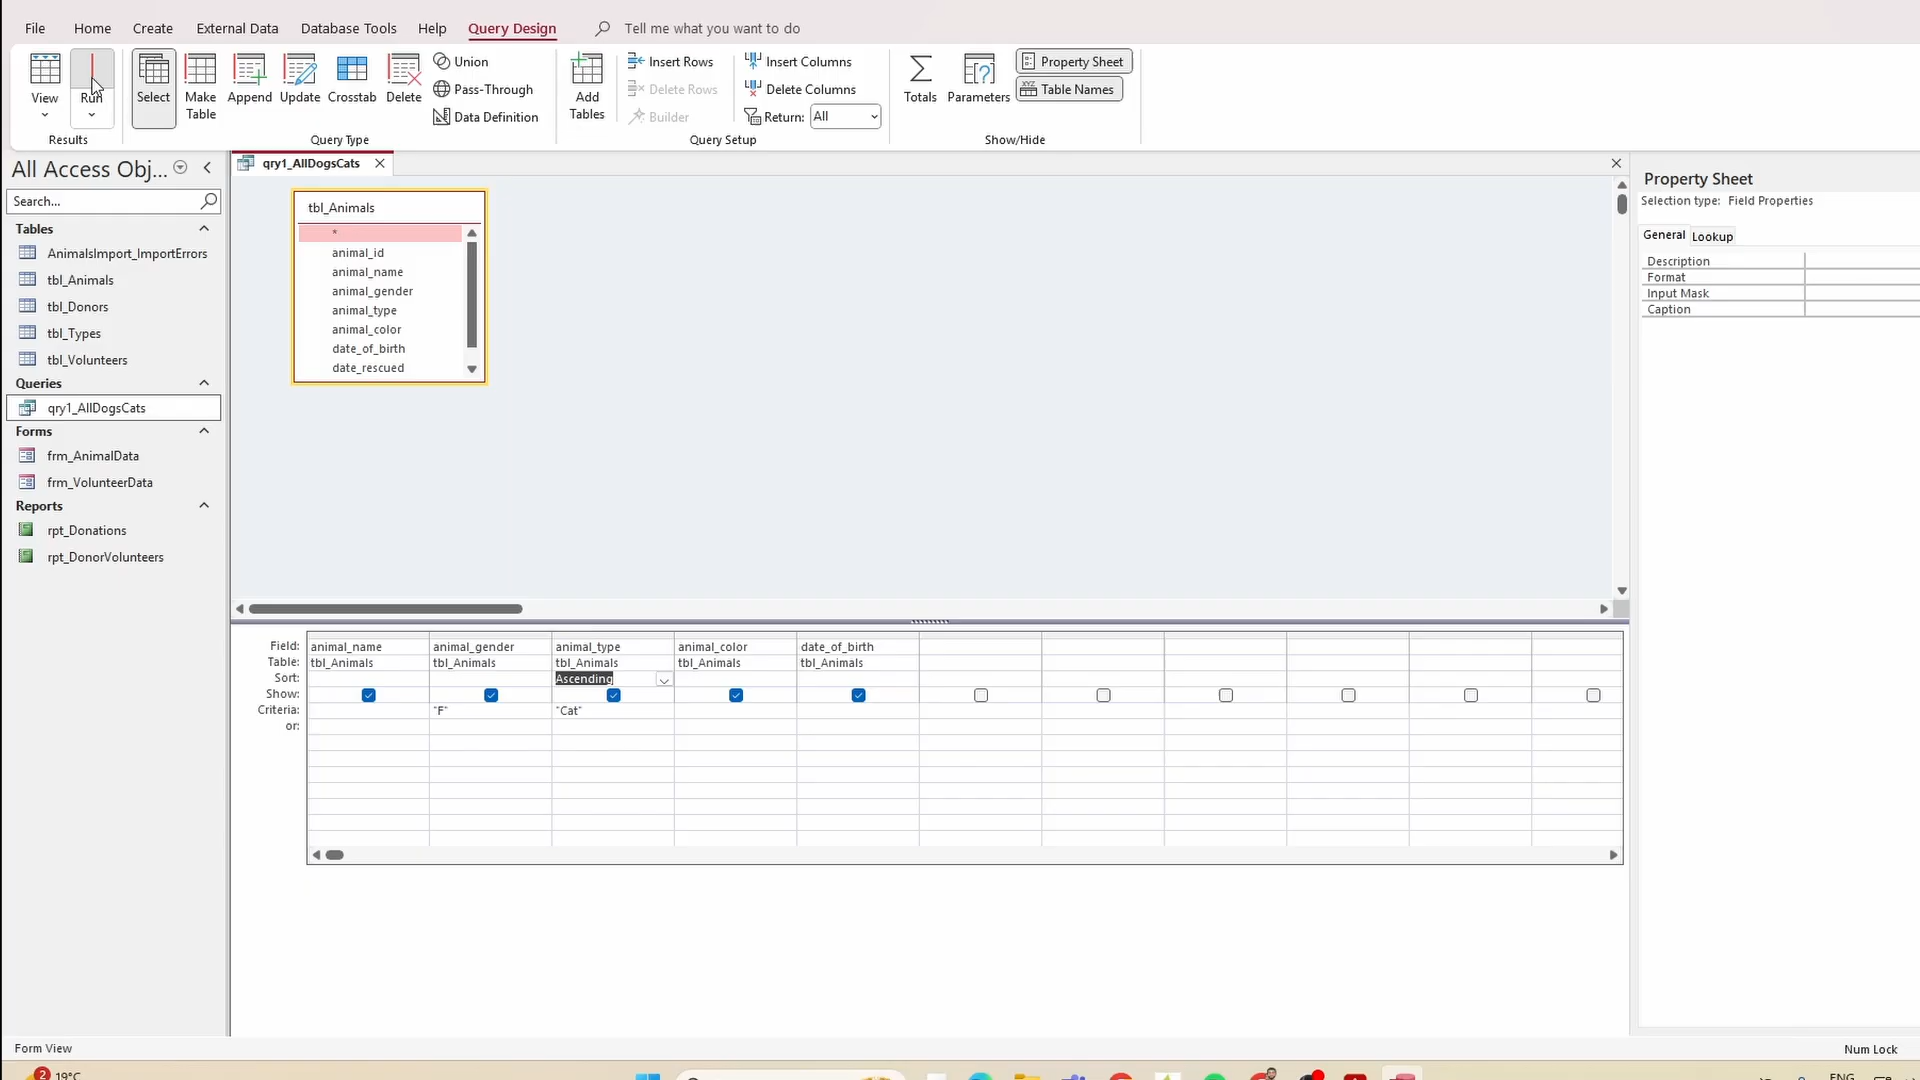 File Home Create External Data Database Tools Help Query Design Tell me what you want to do
View Run Select Make Table Append Update Crosstab Delete
Union
Pass-Through
Data Definition
Add Tables
Insert Rows
Delete Rows
Builder
Insert Columns
Delete Columns
Return: All
Totals Parameters
Property Sheet
Table Names
Results Query Type Query Setup Show/Hide
All Access Obj...
Search...
Tables
AnimalsImport_ImportErrors
tbl_Animals
tbl_Donors
tbl_Types
tbl_Volunteers
Queries
qry1_AllDogsCats
Forms
frm_AnimalData
frm_VolunteerData
Reports
rpt_Donations
rpt_DonorVolunteers
qry1_AllDogsCats
tbl_Animals
*
animal_id
animal_name
animal_gender
animal_type
animal_color
date_of_birth
date_rescued
Field: animal_name animal_gender animal_type animal_color date_of_birth
Table: tbl_Animals tbl_Animals tbl_Animals tbl_Animals tbl_Animals
Sort: Ascending
Show:
Criteria: "F" "Cat"
or:
Property Sheet
Selection type: Field Properties
General Lookup
Description
Format
Input Mask
Caption
Form View Num Lock
2 19°C ENG